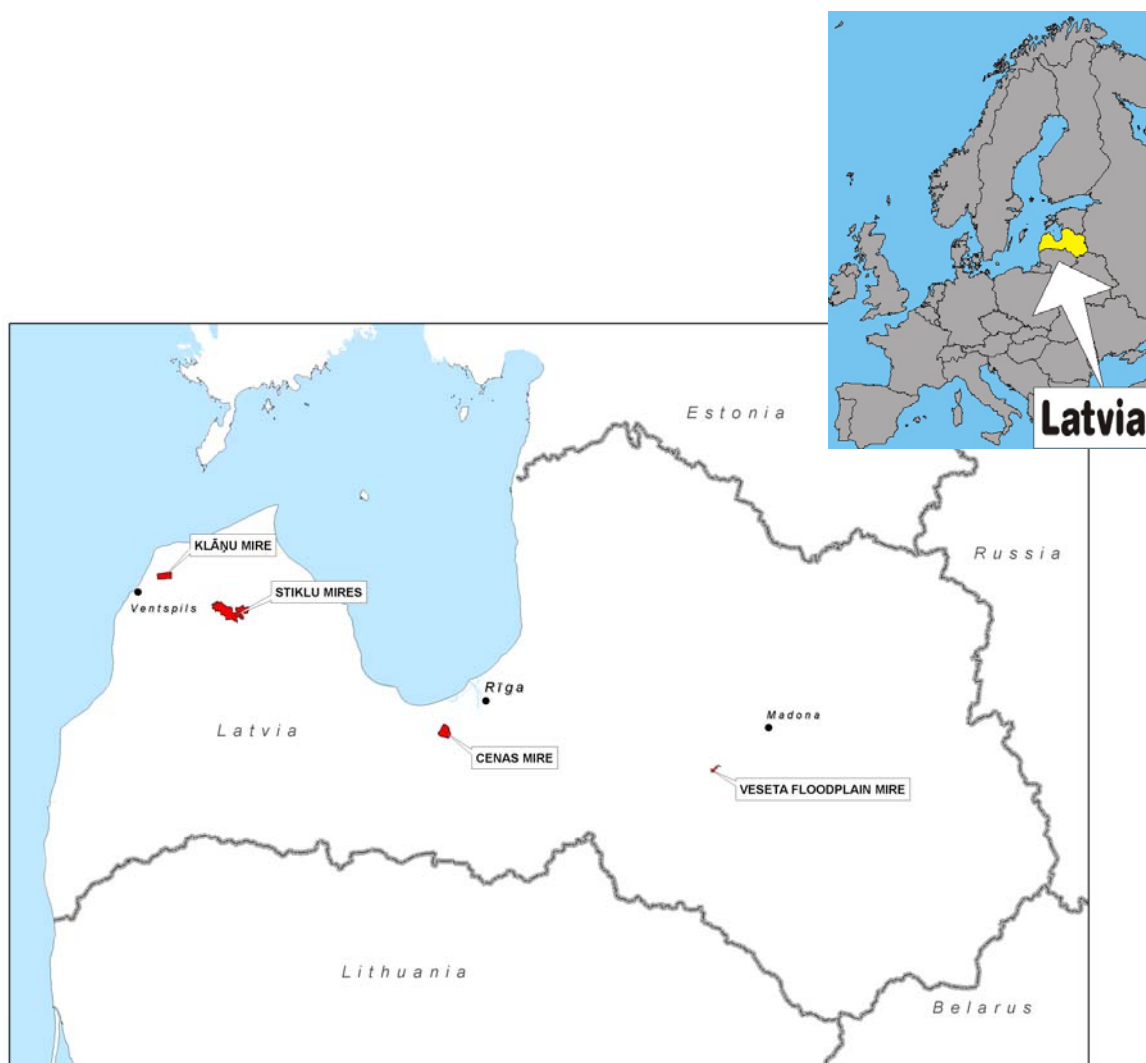 Latvia
Estonia
Russia
KLĀŅU MIRE
STIKLU MIRES
Ventspils
Rīga
Latvia
Madona
CENAS MIRE
VESETA FLOODPLAIN MIRE
Lithuania
Belarus